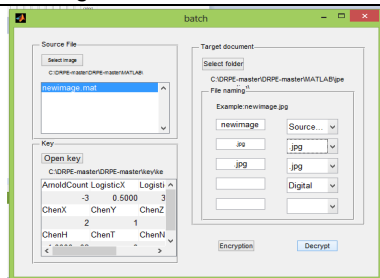 batch
Source File
Select image
C:\DRPE-master\DRPE-master\MATLAB\
newimage.mat
Key
Open key
C:\DRPE-master\DRPE-master\key\ke
ArnoldCount LogisticX Logisti
-3 0.5000 3
ChenX ChenY ChenZ
2 1
ChenH ChenT ChenN
Target document
Select folder
C:\DRPE-master\DRPE-master\MATLAB\jpe
File naming
Example:newimage.jpg
newimage Source...
.jpg .jpg
.jpg .jpg
Digital
Encryption Decrypt